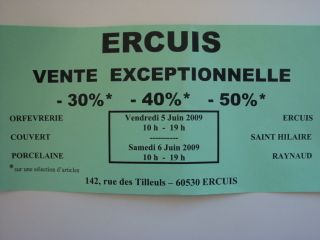 ERCUIS
VENTE EXCEPTIONNELLE
- 30%* - 40%* - 50%*
ORFEVRERIE Vendredi 5 Juin 2009 ERCUIS
10 h - 19 h
COUVERT ---------- SAINT HILAIRE
Samedi 6 Juin 2009
PORCELAINE 10 h - 19 h RAYNAUD
* sur une sélection d'articles
142, rue des Tilleuls – 60530 ERCUIS